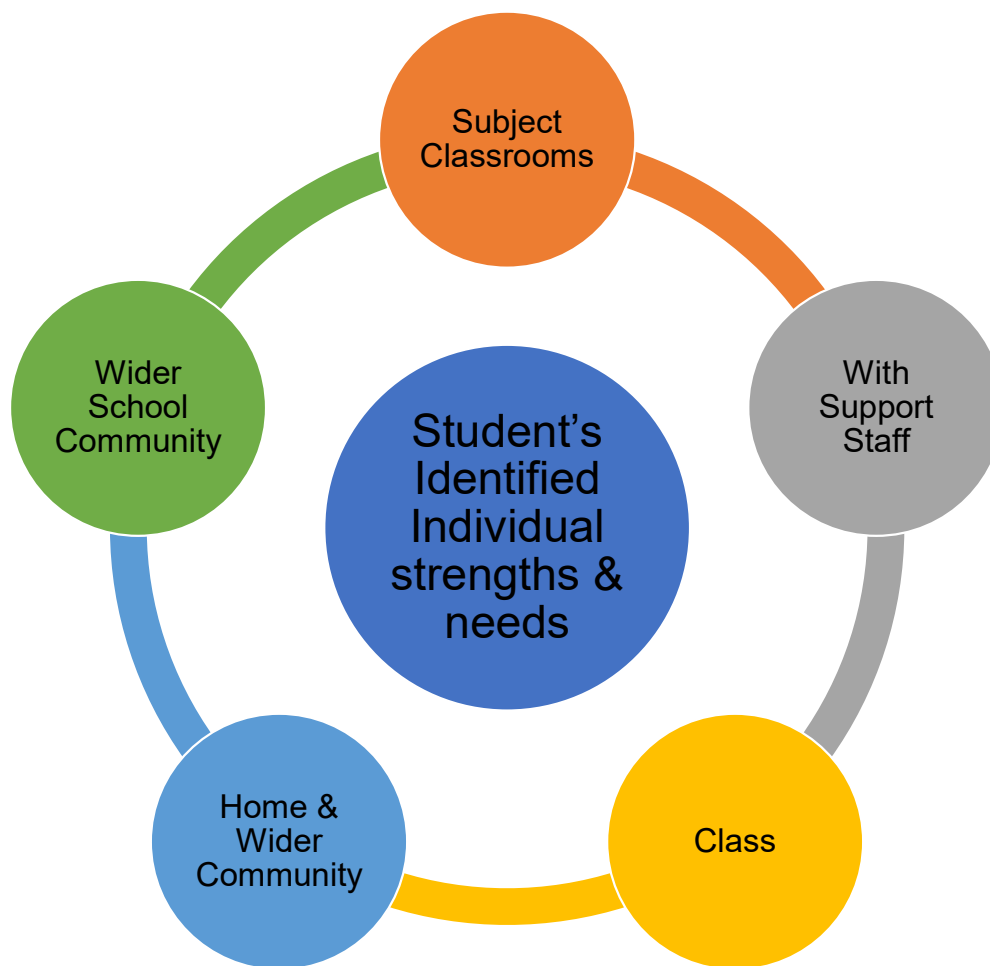 Subject
Classrooms
With
Support
Staff
Class
Home &
Wider
Community
Wider
School
Community
Student’s
Identified
Individual
strengths &
needs